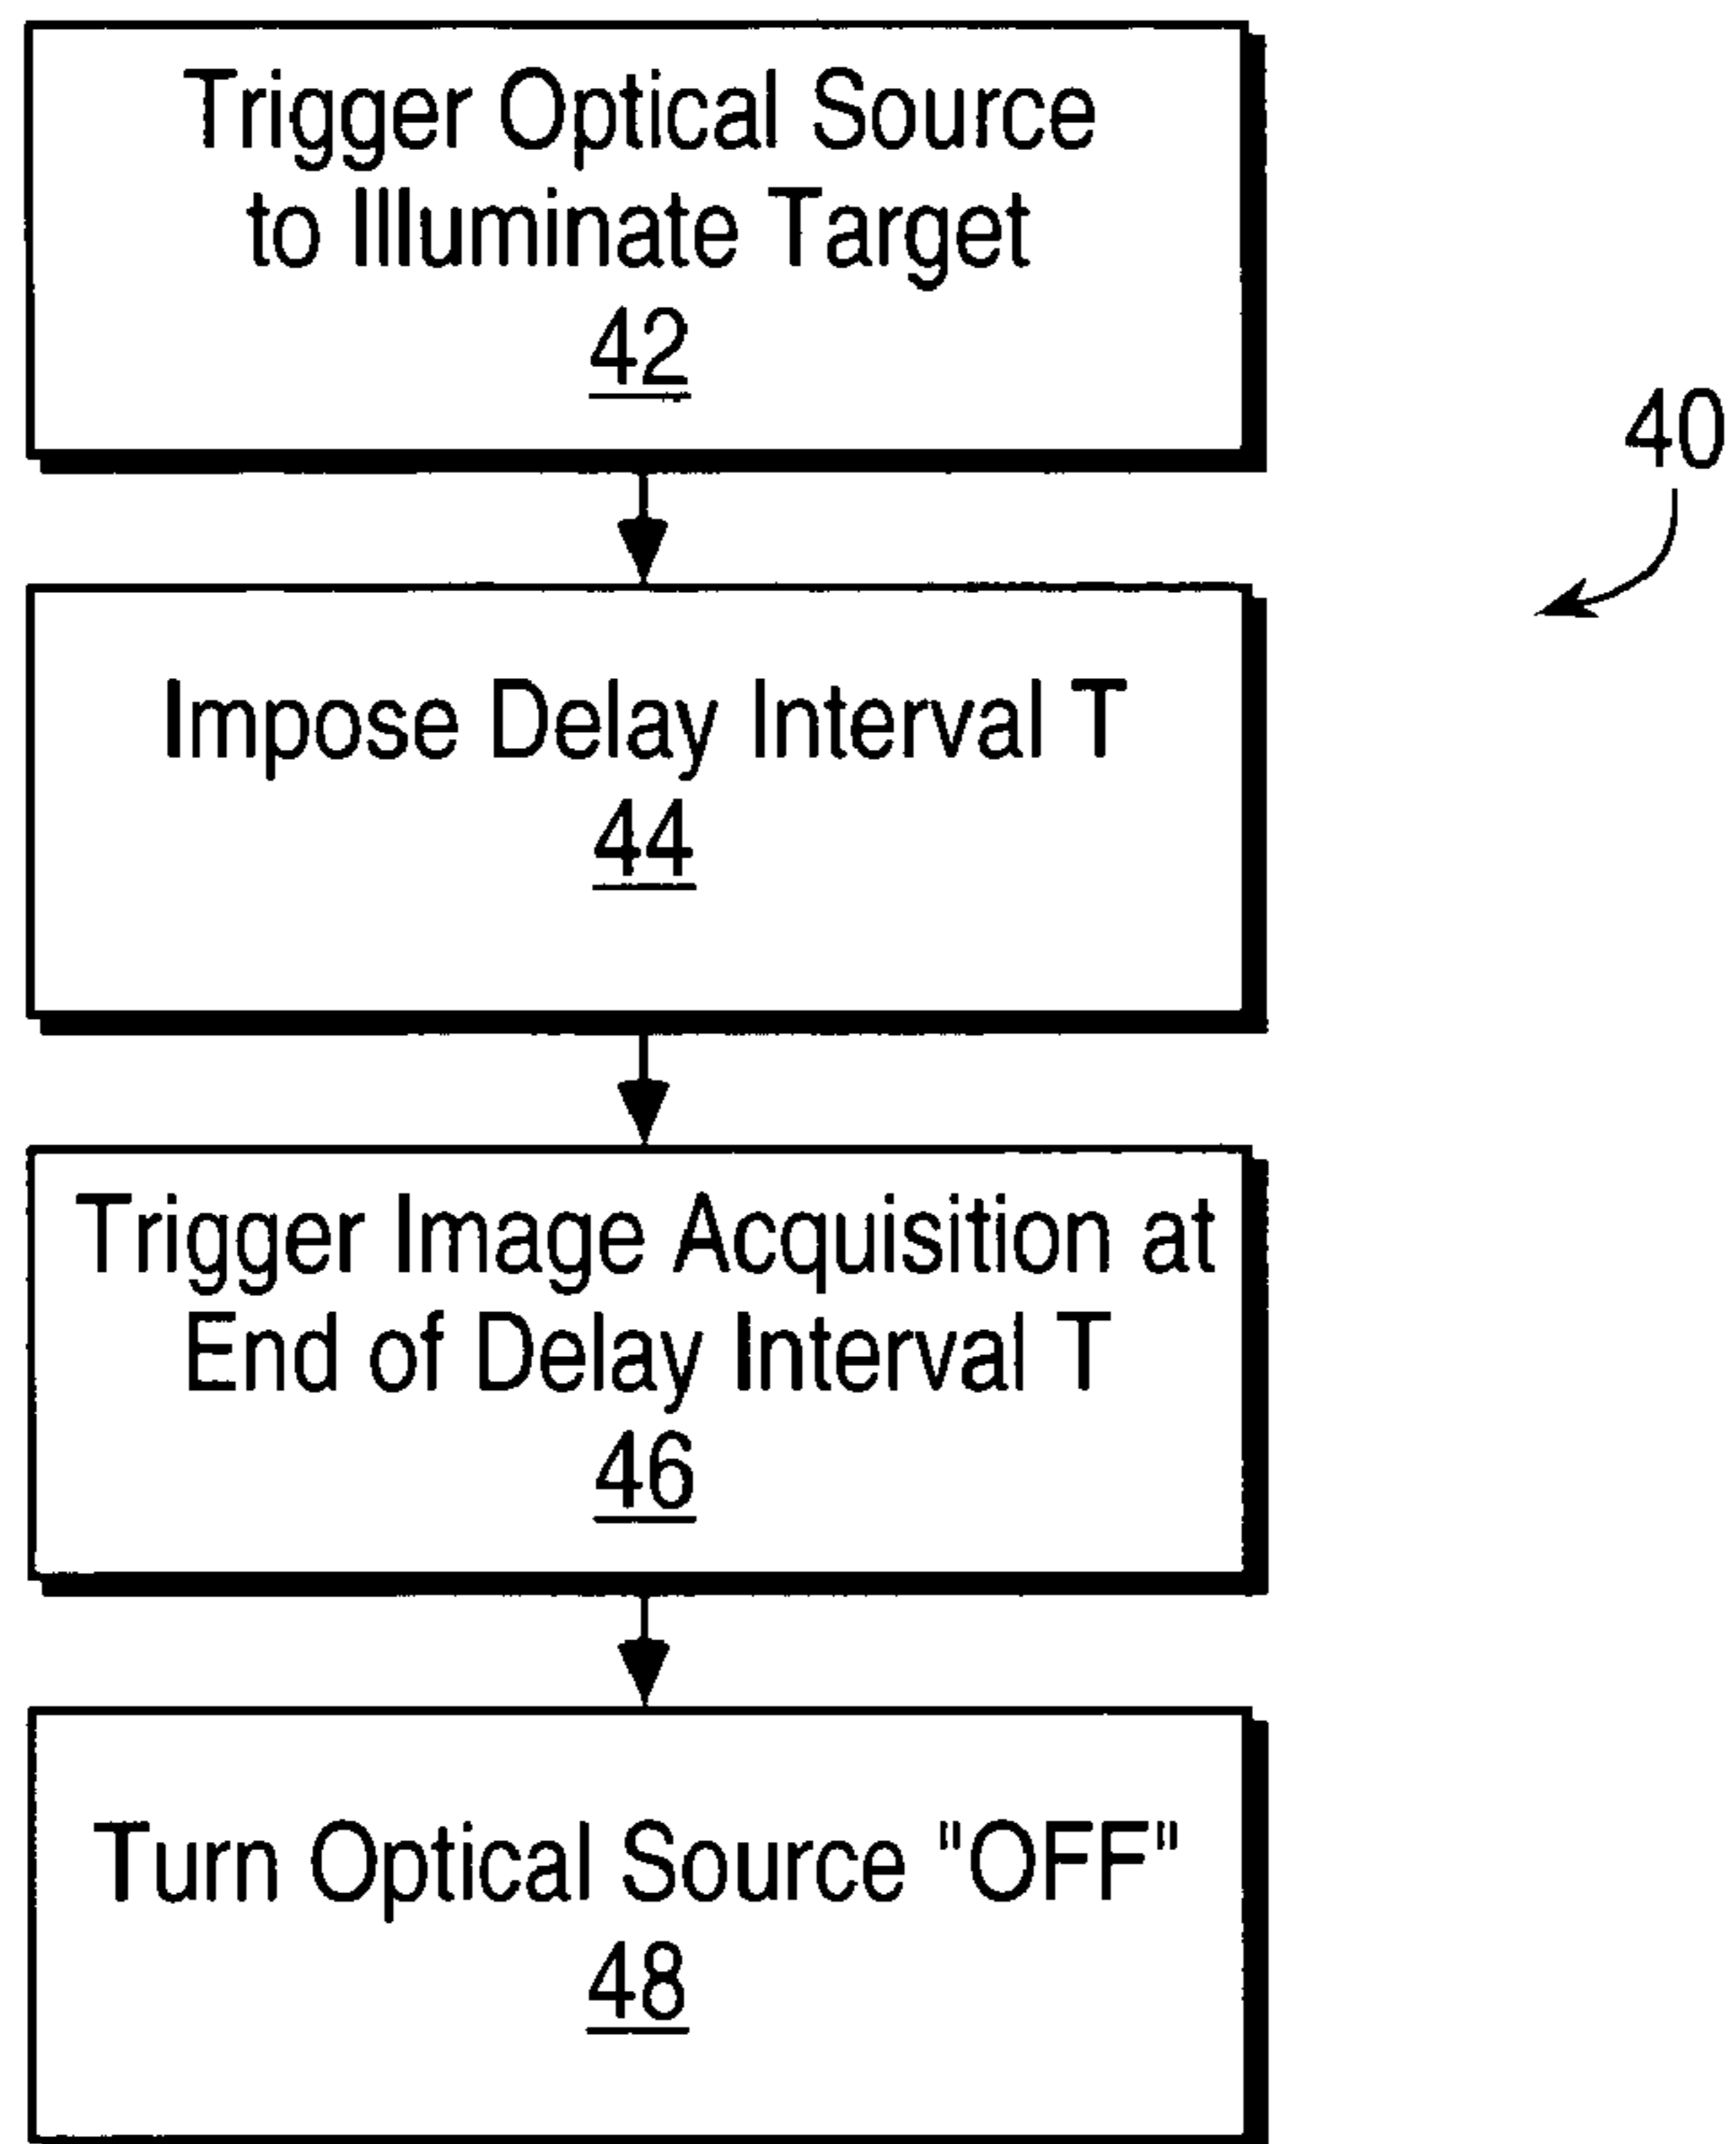 Trigger Optical Source
to Illuminate Target
42
40
Impose Delay Interval T
44
Trigger Image Acquisition at
End of Delay Interval T
46
Turn Optical Source "OFF"
48